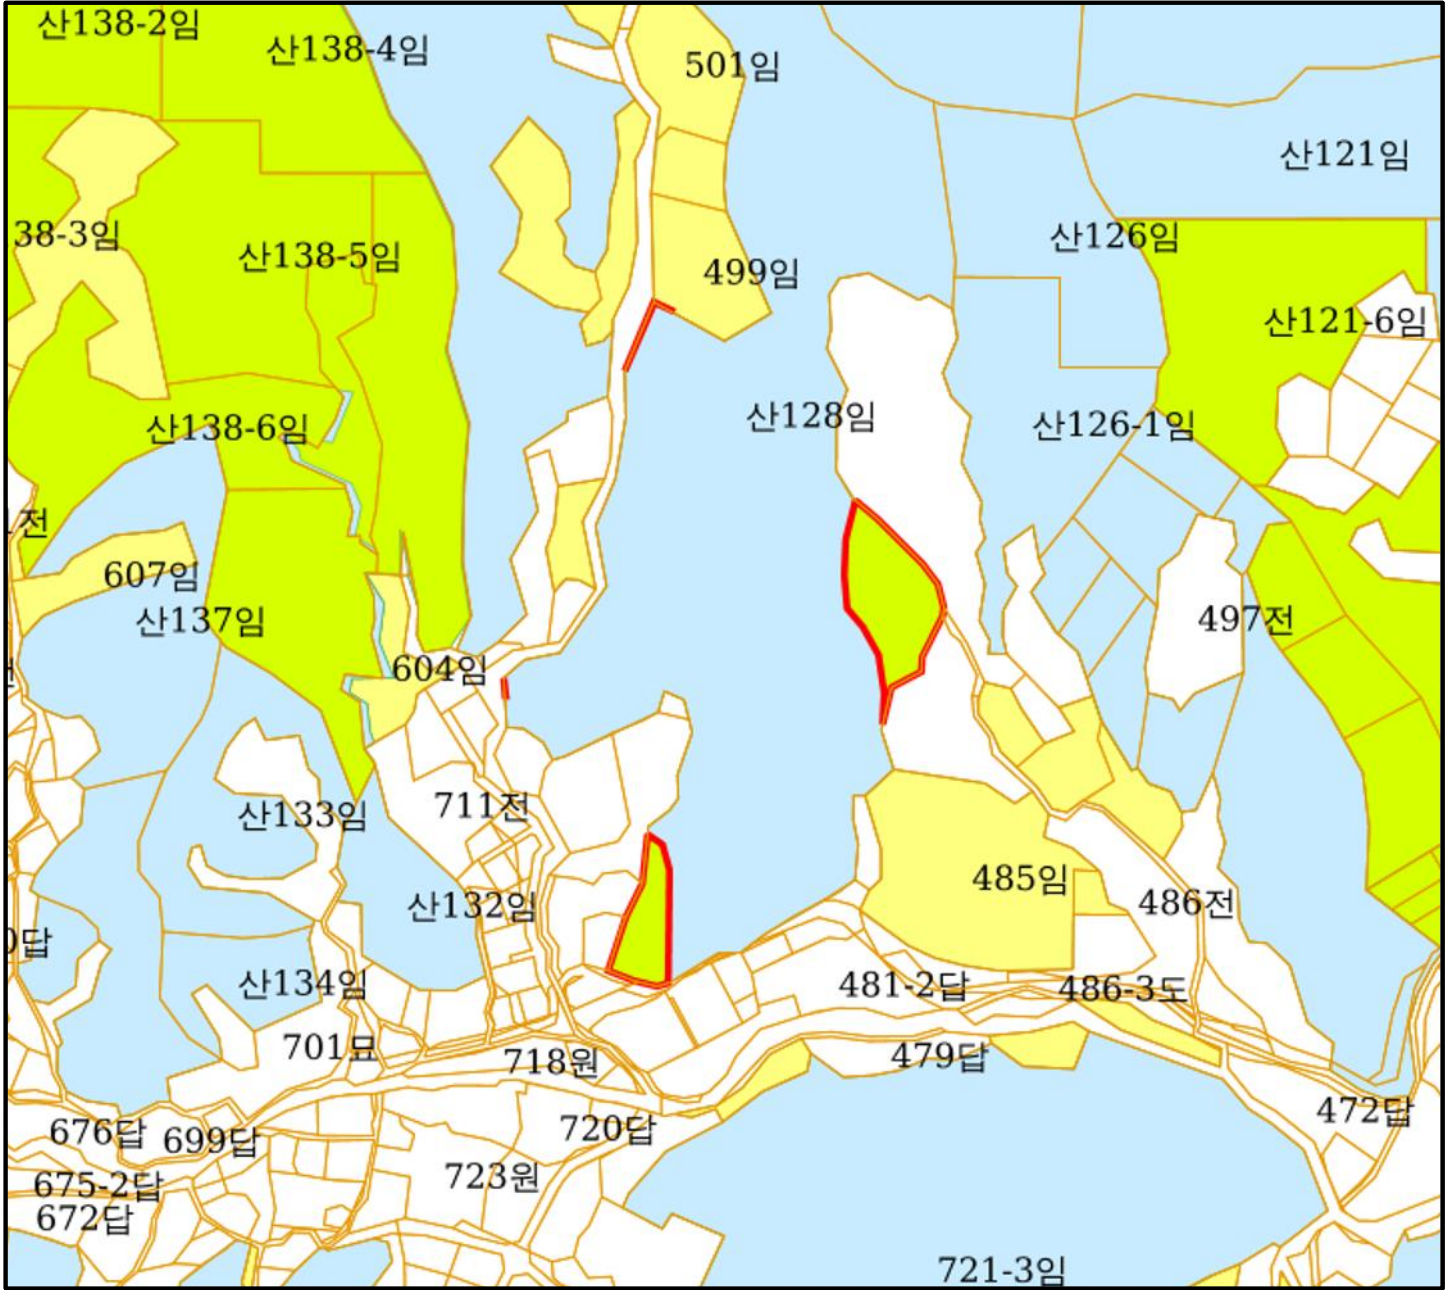 산138-2임
산138-4임
501임
산121임
38-3임
산138-5임
499임
산126임
산121-6임
산138-6임
산128임
산126-1임
전
607임
산137임
497전
604임
711전
산133임
485임
산132임
486전
0답
산134임
481-2답
486-3도
701묘
718원
479답
676답
699답
720답
472답
675-2답
723원
672답
721-3임